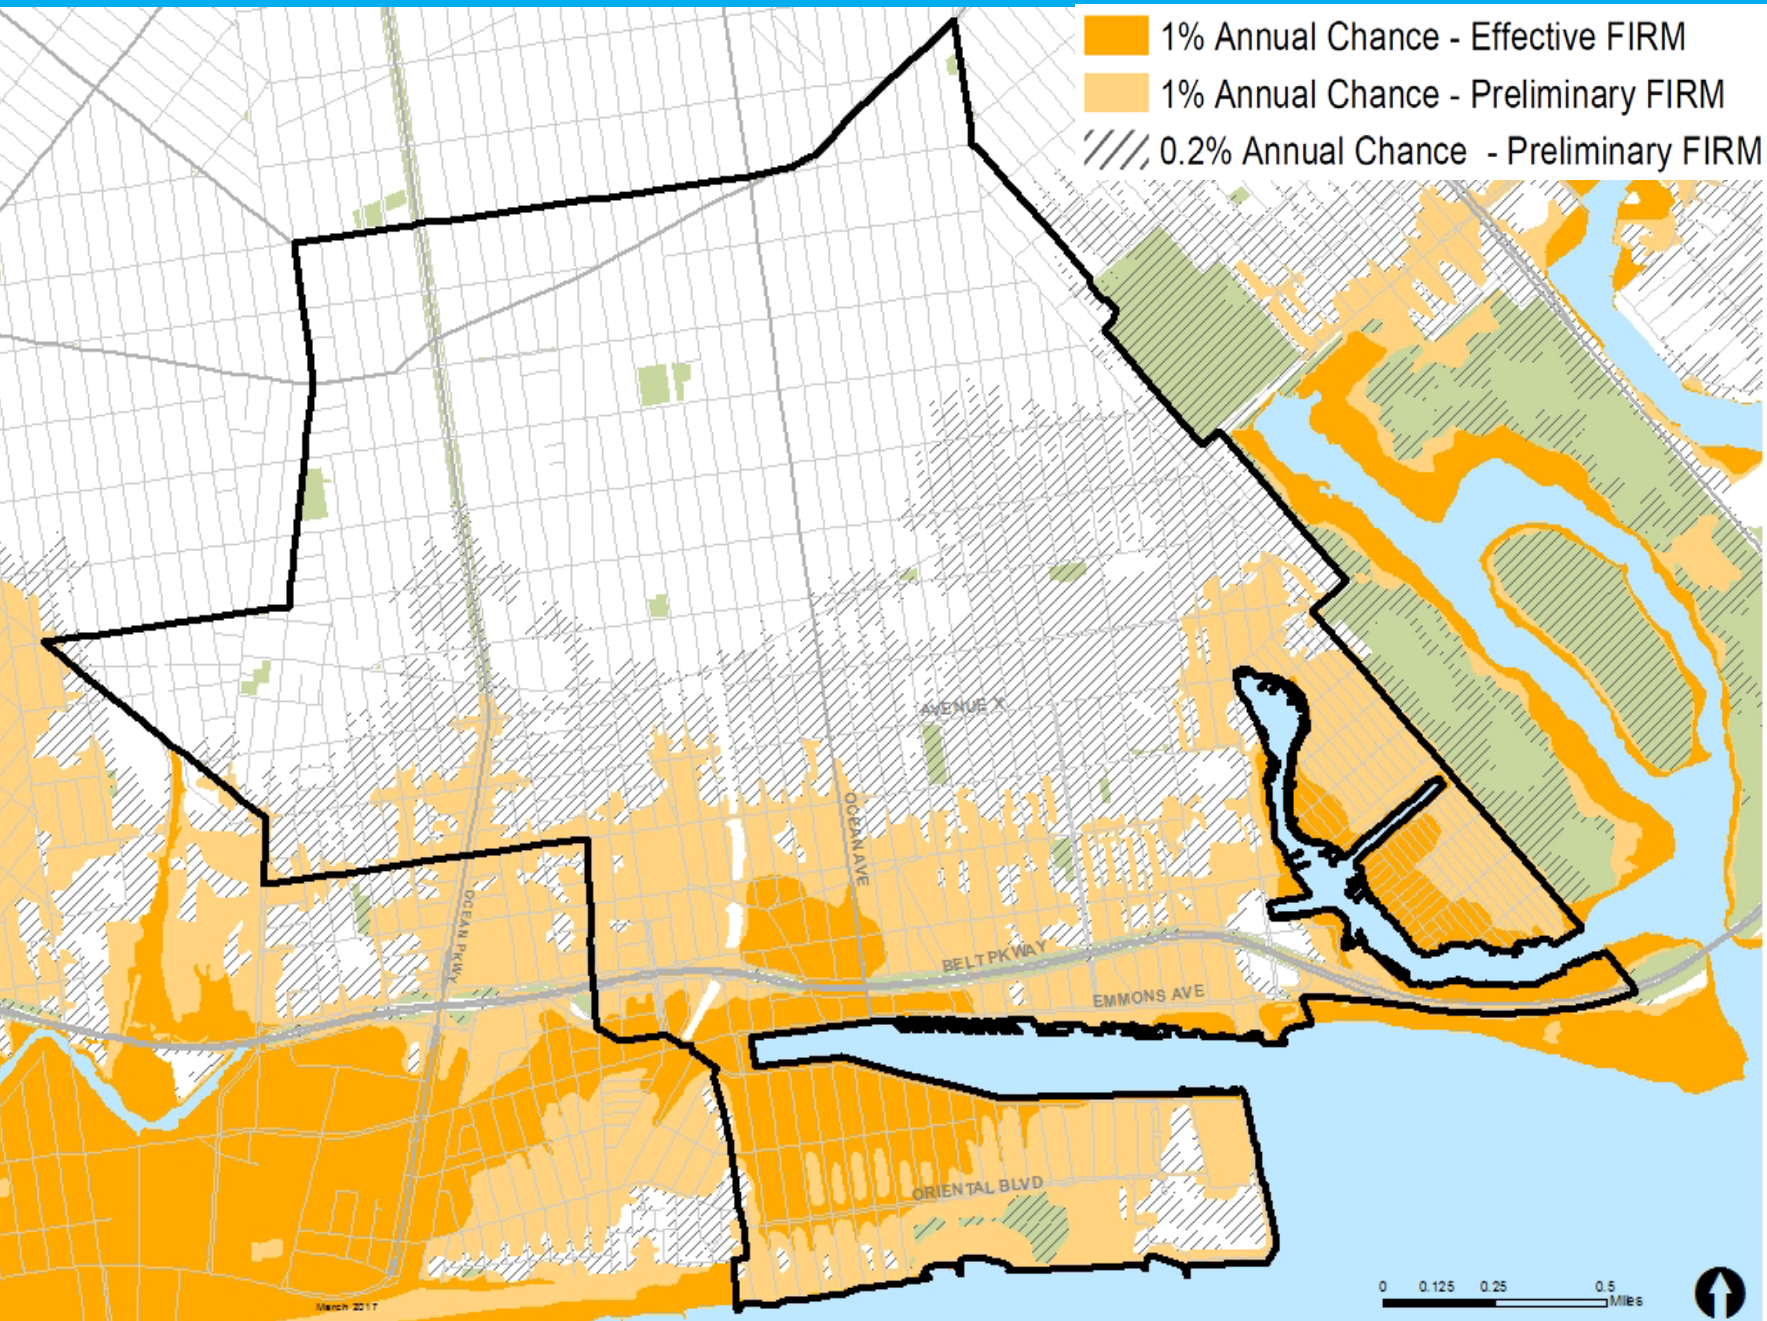 1% Annual Chance - Effective FIRM
1% Annual Chance - Preliminary FIRM
0.2% Annual Chance - Preliminary FIRM
AVENUE X
OCEAN AVE
OCEAN PKWY
BELT PKWAY
EMMONS AVE
ORIENTAL BLVD
March 2017
0 0.125 0.25 0.5
Miles